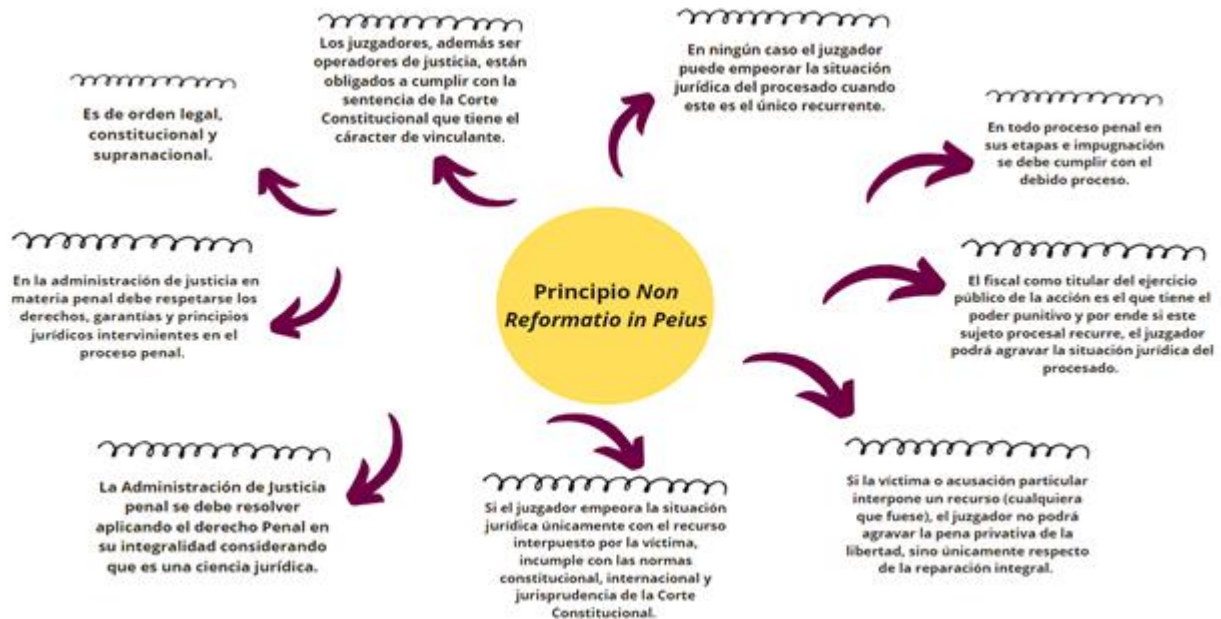 Es de orden legal,
constitucional y
supranacional.
Los juzgadores, además ser
operadores de justicia, están
obligados a cumplir con la
sentencia de la Corte
Constitucional que tiene el
cáracter de vinculante.
En ningún caso el juzgador
puede empeorar la situación
jurídica del procesado cuando
este es el único recurrente.
En todo proceso penal en
sus etapas e impugnación
se debe cumplir con el
debido proceso.
En la administración de justicia en
materia penal debe respetarse los
derechos, garantías y principios
jurídicos intervinientes en el
proceso penal.
Principio Non
Reformatio in Peius
El fiscal como titular del ejercicio
público de la acción es el que tiene el
poder punitivo y por ende si este
sujeto procesal recurre, el juzgador
podrá agravar la situación jurídica del
procesado.
La Administración de Justicia
penal se debe resolver
aplicando el derecho Penal en
su integralidad considerando
que es una ciencia jurídica.
Si el juzgador empeora la situación
jurídica únicamente con el recurso
interpuesto por la víctima,
incumple con las normas
constitucional, internacional y
jurisprudencia de la Corte
Constitucional.
Si la víctima o acusación particular
interpone un recurso (cualquiera
que fuese), el juzgador no podrá
agravar la pena privativa de la
libertad, sino únicamente respecto
de la reparación integral.